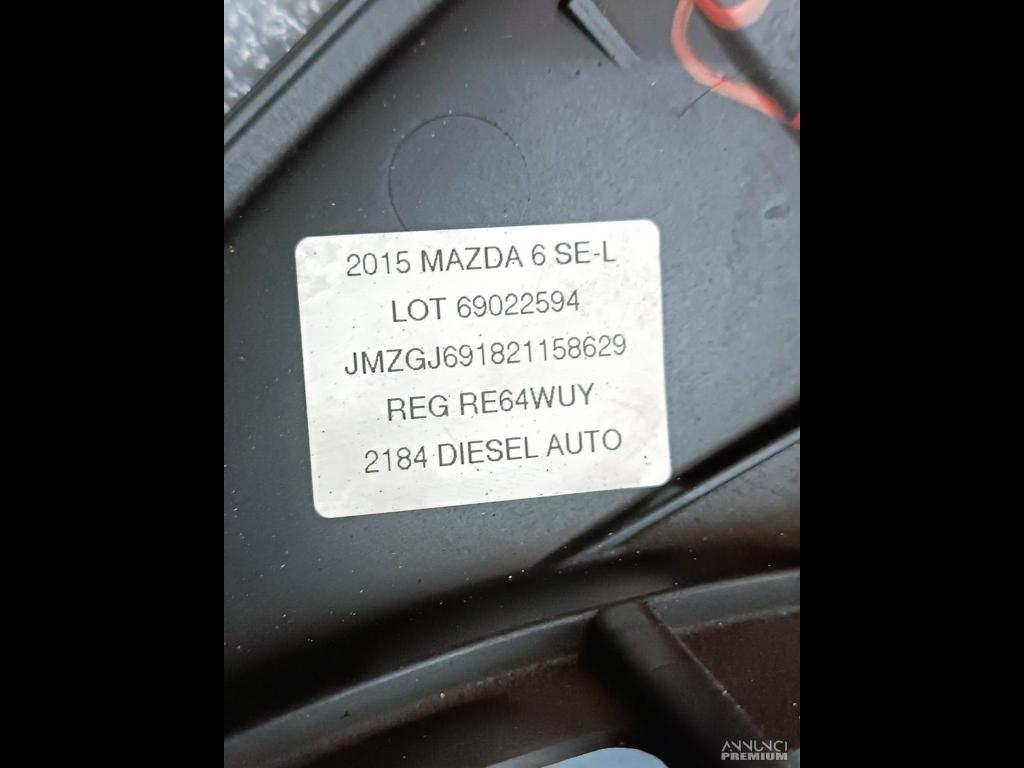 2015 MAZDA 6 SE-L
LOT 69022594
JMZGJ691821158629
REG RE64WUY
2184 DIESEL AUTO
ANNUNCI
PREMIUM